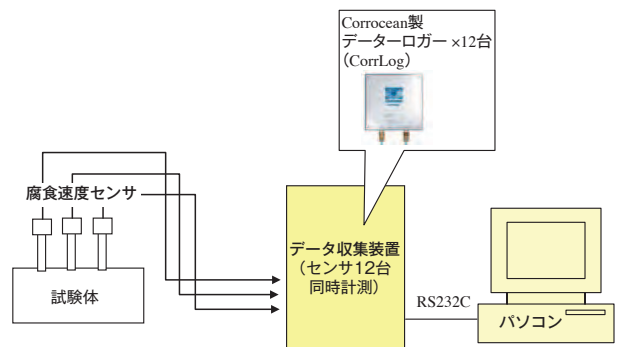 Corrocean製
データーロガー ×12台
（CorrLog）
腐食速度センサ
試験体
データ収集装置
（センサ12台
同時計測）
RS232C
パソコン